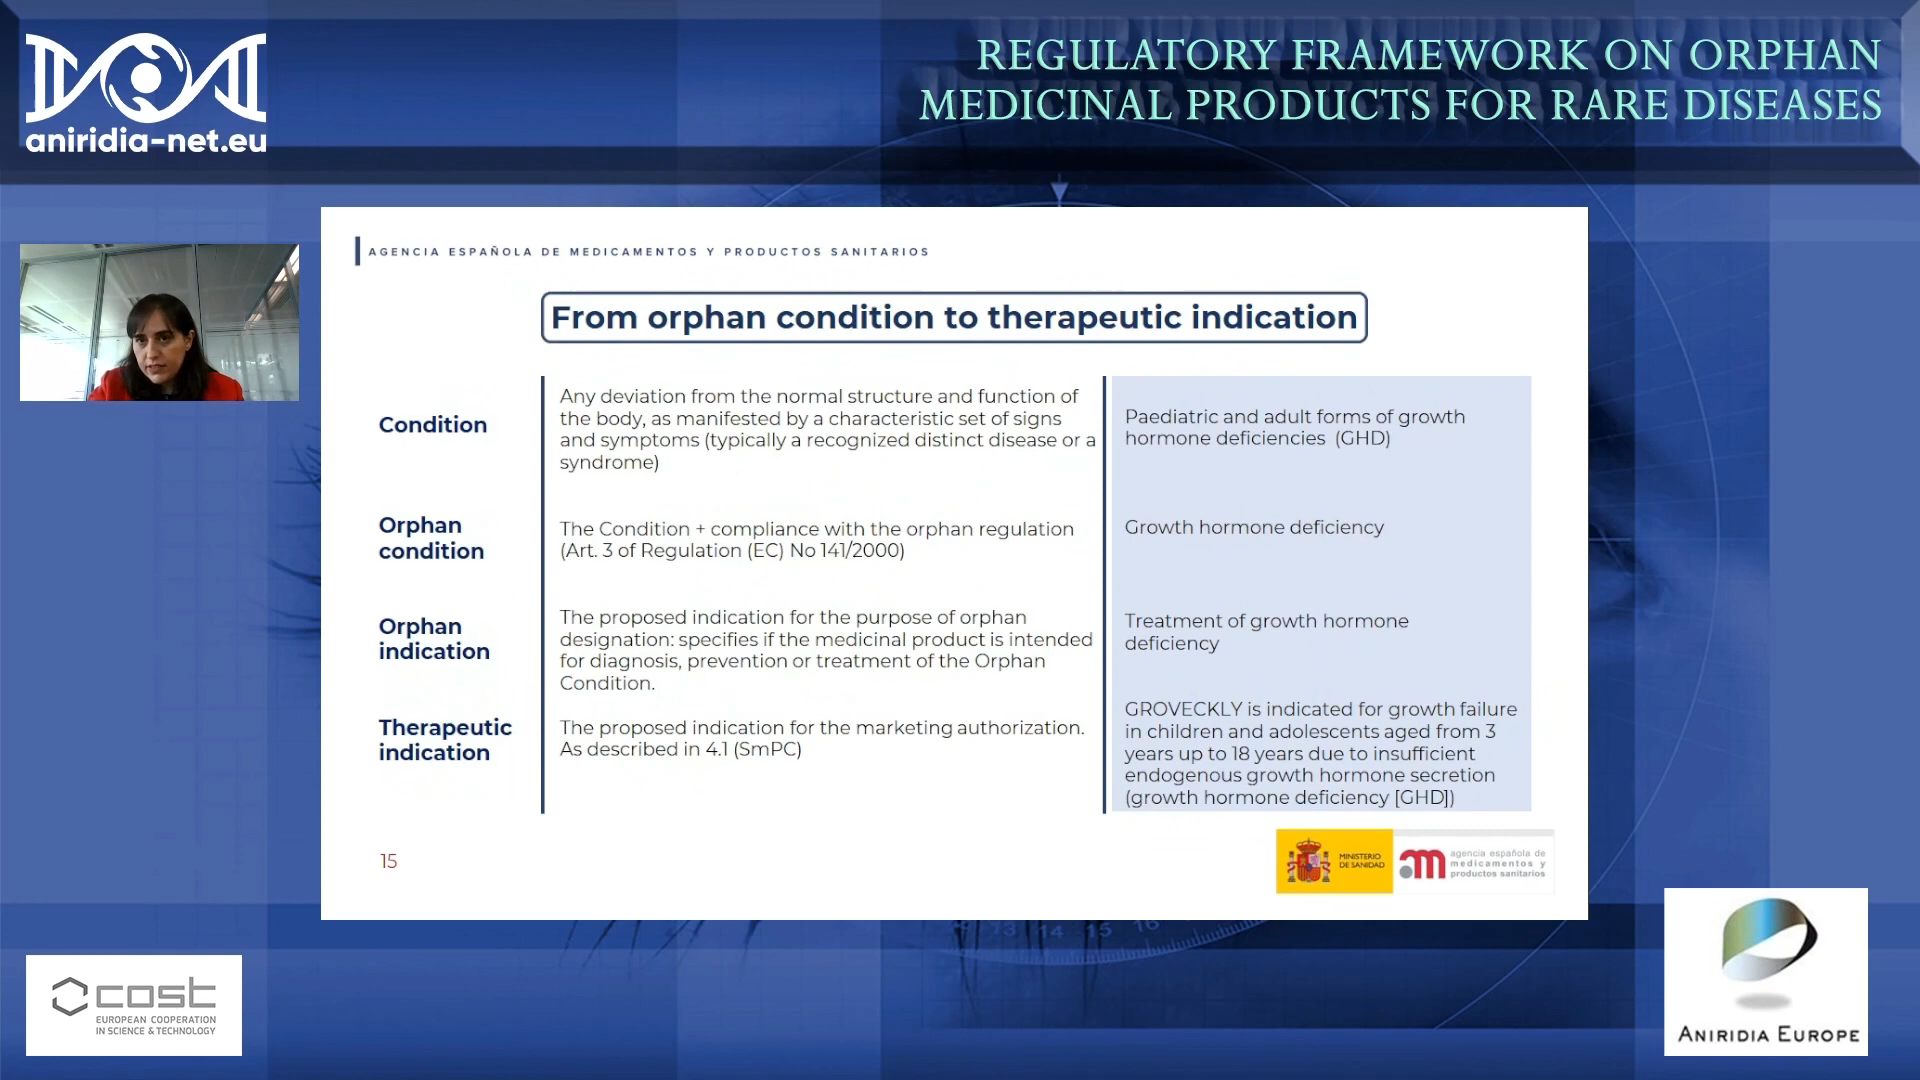 aniridia-net.eu
REGULATORY FRAMEWORK ON ORPHAN
MEDICINAL PRODUCTS FOR RARE DISEASES
AGENCIA ESPAÑOLA DE MEDICAMENTOS Y PRODUCTOS SANITARIOS
From orphan condition to therapeutic indication
Condition
Any deviation from the normal structure and function of
the body, as manifested by a characteristic set of signs
and symptoms (typically a recognized distinct disease or a
syndrome)
Paediatric and adult forms of growth
hormone deficiencies (GHD)
Orphan
condition
The Condition + compliance with the orphan regulation
(Art. 3 of Regulation (EC) No 141/2000)
Growth hormone deficiency
Orphan
indication
The proposed indication for the purpose of orphan
designation: specifies if the medicinal product is intended
for diagnosis, prevention or treatment of the Orphan
Condition.
Treatment of growth hormone
deficiency
Therapeutic
indication
The proposed indication for the marketing authorization.
As described in 4.1 (SmPC)
GROVECKLY is indicated for growth failure
in children and adolescents aged from 3
years up to 18 years due to insufficient
endogenous growth hormone secretion
(growth hormone deficiency [GHD])
15
MINISTERIO
DE SANIDAD
agencia española de
medicamentos y
productos sanitarios
13 14 15 16
cost
EUROPEAN COOPERATION
IN SCIENCE & TECHNOLOGY
ANIRIDIA EUROPE